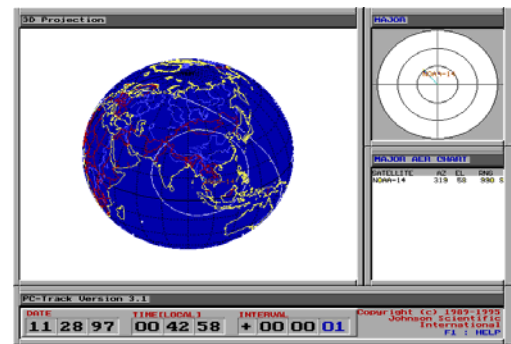 3D Projection
MAJOR
NOAA-14
MAJOR AER CHART
SATELLITE AZ EL RNG
NOAA-14 319 58 990 S
PC-Track Version 3.1
DATE TIME(LOCAL) INTERVAL
11 28 97 00 42 58 + 00 00 01
Copyright (c) 1989-1995
Johnson Scientific
International
F1 : HELP